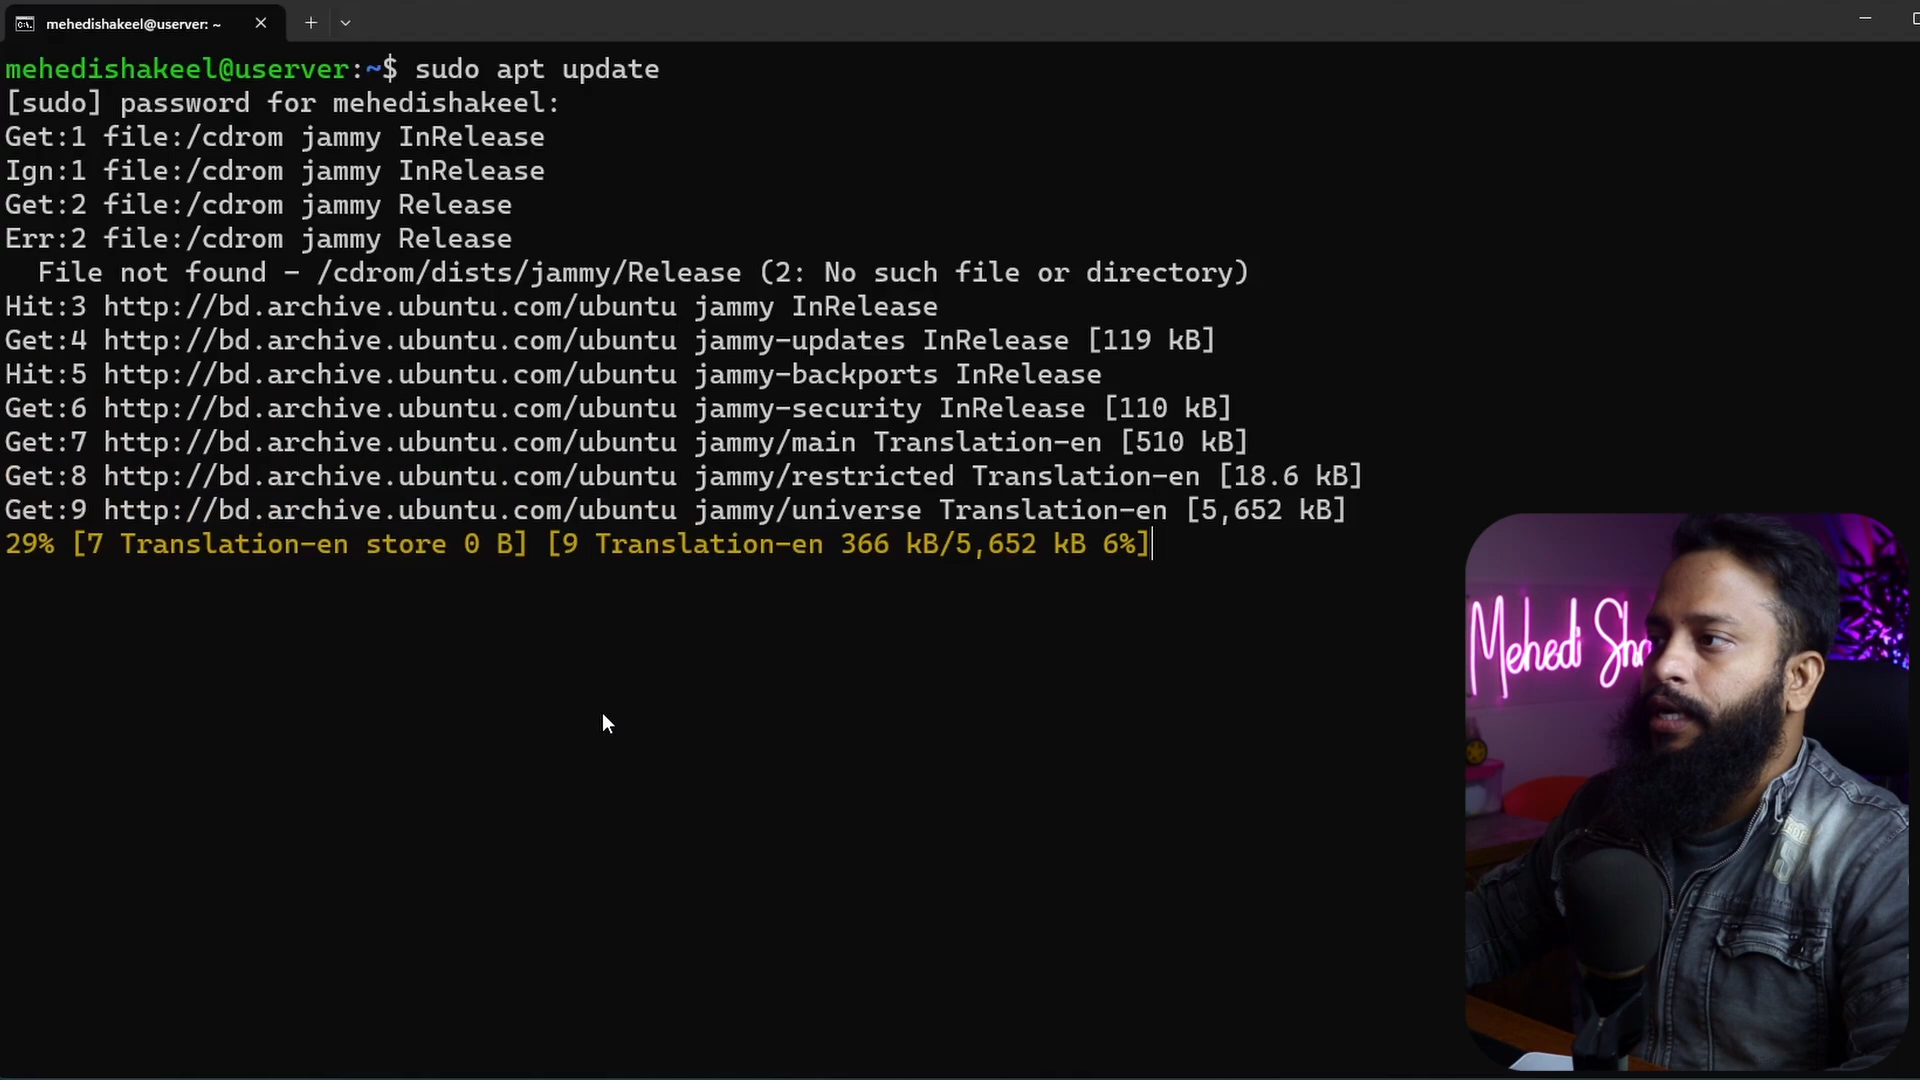 mehedishakeel@userver: ~
mehedishakeel@userver:~$ sudo apt update
[sudo] password for mehedishakeel:
Get:1 file:/cdrom jammy InRelease
Ign:1 file:/cdrom jammy InRelease
Get:2 file:/cdrom jammy Release
Err:2 file:/cdrom jammy Release
  File not found - /cdrom/dists/jammy/Release (2: No such file or directory)
Hit:3 http://bd.archive.ubuntu.com/ubuntu jammy InRelease
Get:4 http://bd.archive.ubuntu.com/ubuntu jammy-updates InRelease [119 kB]
Hit:5 http://bd.archive.ubuntu.com/ubuntu jammy-backports InRelease
Get:6 http://bd.archive.ubuntu.com/ubuntu jammy-security InRelease [110 kB]
Get:7 http://bd.archive.ubuntu.com/ubuntu jammy/main Translation-en [510 kB]
Get:8 http://bd.archive.ubuntu.com/ubuntu jammy/restricted Translation-en [18.6 kB]
Get:9 http://bd.archive.ubuntu.com/ubuntu jammy/universe Translation-en [5,652 kB]
29% [7 Translation-en store 0 B] [9 Translation-en 366 kB/5,652 kB 6%]
Mehedi Sha